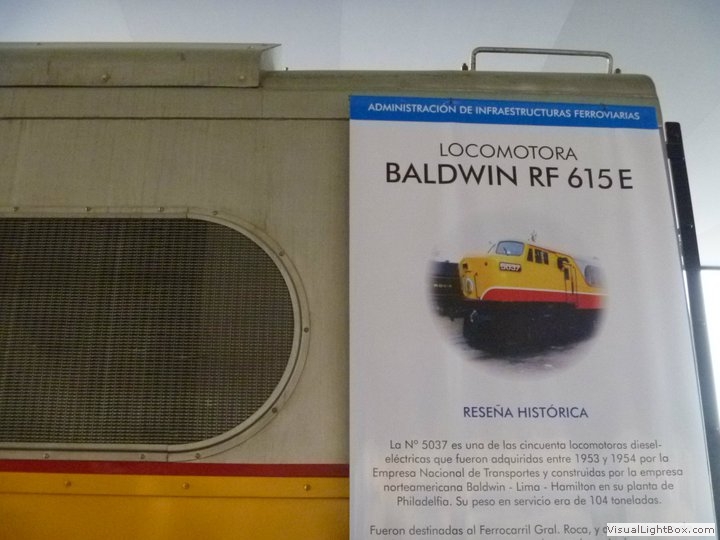 ADMINISTRACIÓN DE INFRAESTRUCTURAS FERROVIARIAS
LOCOMOTORA
BALDWIN RF 615 E
5037
RESEÑA HISTÓRICA
La Nº 5037 es una de las cincuenta locomotoras diesel-
eléctricas que fueron adquiridas entre 1953 y 1954 por la
Empresa Nacional de Transportes y construidas por la empresa
norteamericana Baldwin - Lima - Hamilton en su planta de
Philadelfia. Su peso en servicio era de 104 toneladas.
Fueron destinadas al Ferrocarril Gral. Roca, y
VisualLightBox.com